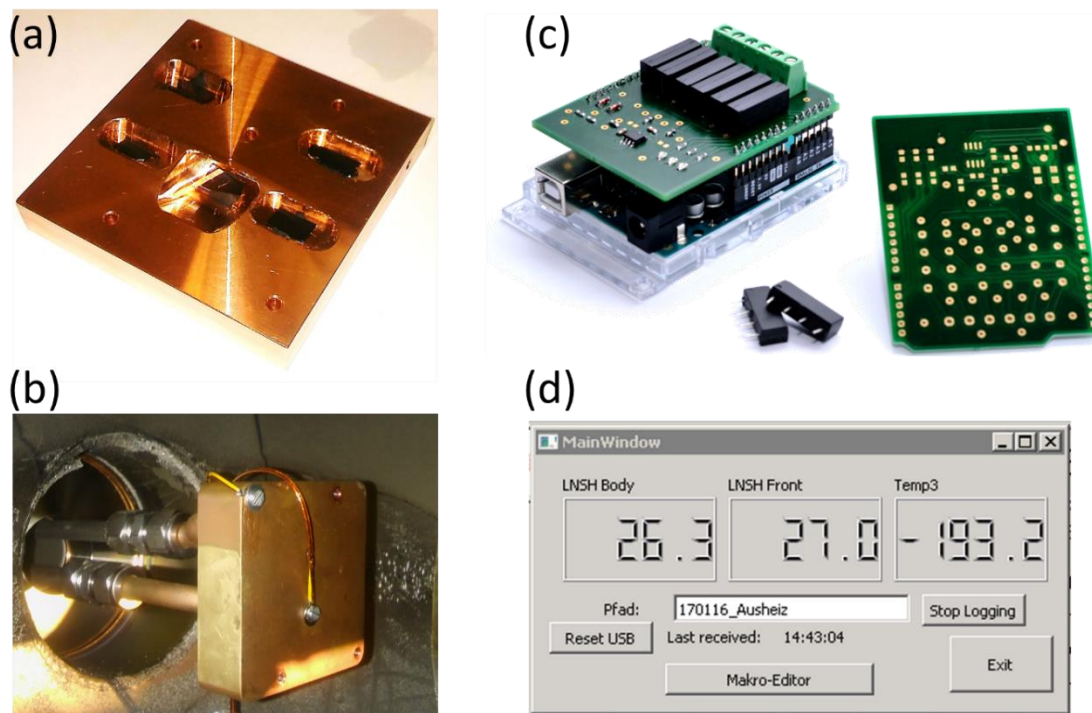 (a)
(c)
(b)
(d)
MainWindow
LNSH Body
LNSH Front
Temp3
26.3
27.0
-193.2
Pfad:
170116_Ausheiz
Stop Logging
Reset USB
Last received:
14:43:04
Exit
Makro-Editor